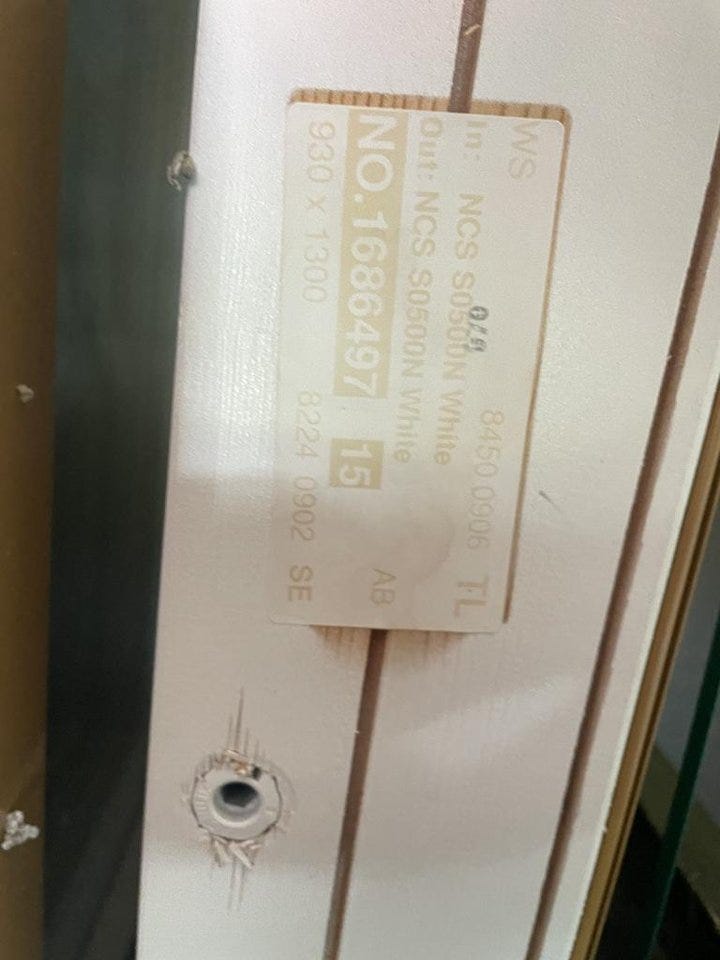 WS
8450 0906 TL
In: NCS S0500N White
Out: NCS S0500N White
NO.1686497 15 AB
930 x 1300 8224 0902 SE